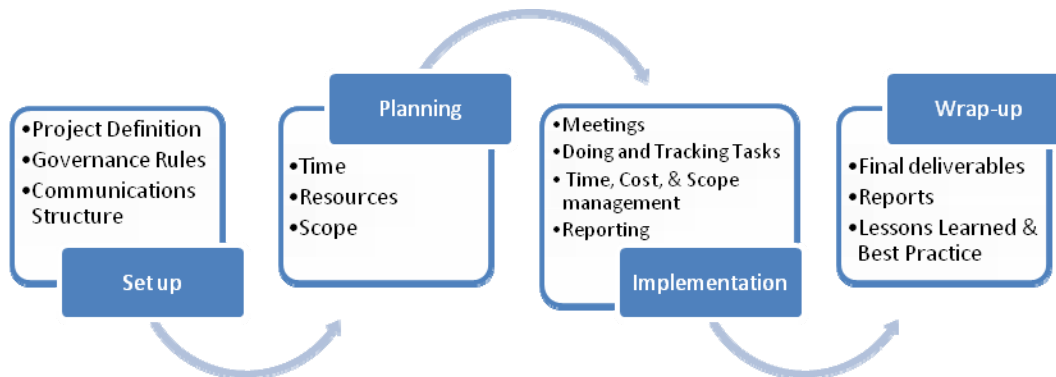 •Project Definition
•Governance Rules
•Communications
Structure
Set up
Planning
•Time
•Resources
•Scope
•Meetings
•Doing and Tracking Tasks
• Time, Cost, & Scope
management
•Reporting
Implementation
Wrap-up
•Final deliverables
•Reports
•Lessons Learned &
Best Practice